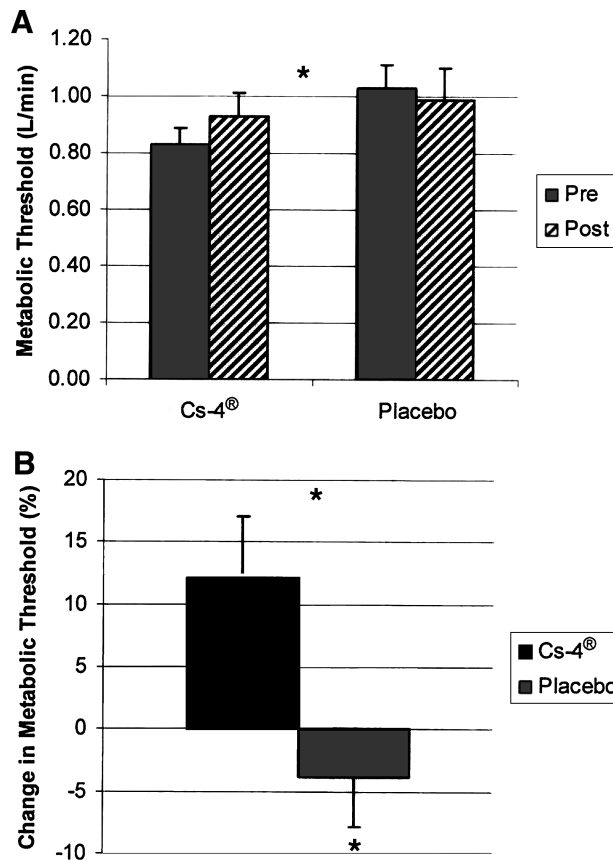 A
Metabolic Threshold (L/min)
1.20
1.00
0.80
0.60
0.40
0.20
0.00
*
Cs-4®
Placebo
Pre
Post
B
Change in Metabolic Threshold (%)
20
15
10
5
0
-5
-10
*
*
Cs-4®
Placebo